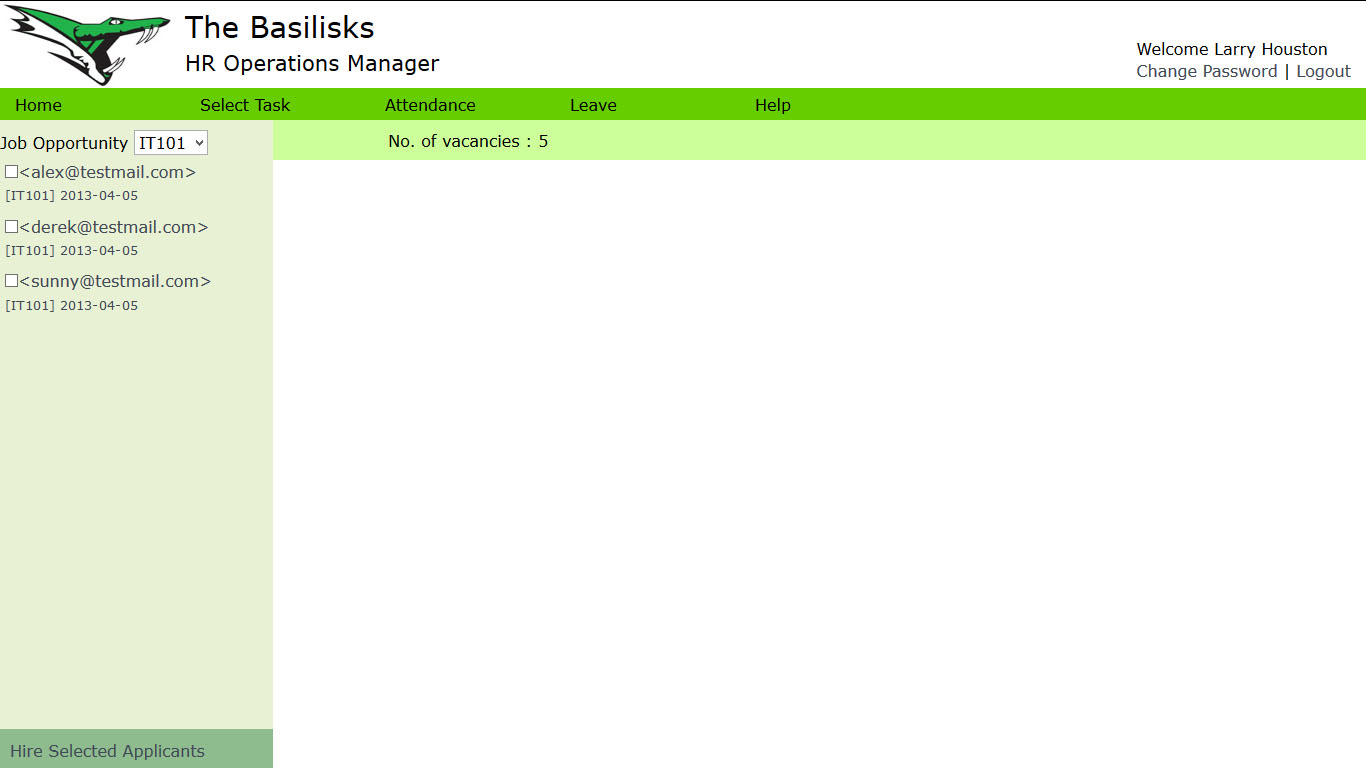 The Basilisks
HR Operations Manager
Welcome Larry Houston
Change Password | Logout
Home Select Task Attendance Leave Help
Job Opportunity IT101
No. of vacancies : 5
<alex@testmail.com>
[IT101] 2013-04-05
<derek@testmail.com>
[IT101] 2013-04-05
<sunny@testmail.com>
[IT101] 2013-04-05
Hire Selected Applicants